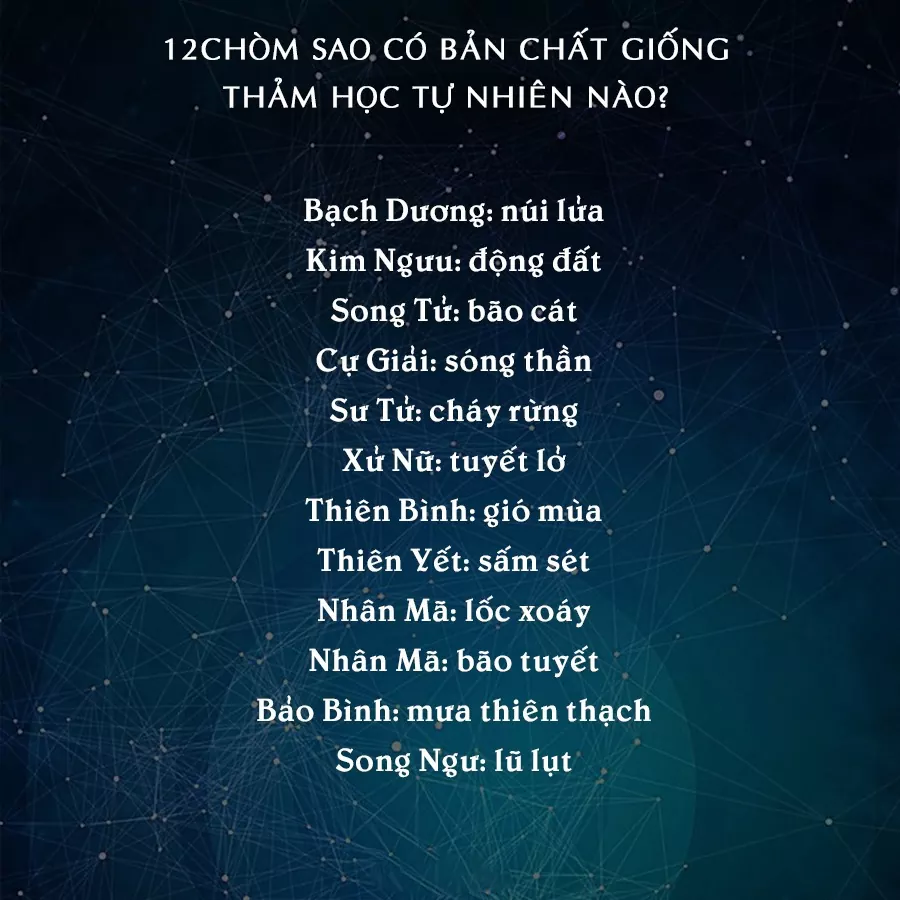 12CHÒM SAO CÓ BẢN CHẤT GIỐNG
THẢM HỌC TỰ NHIÊN NÀO?
Bạch Dương: núi lửa
Kim Ngưu: động đất
Song Tử: bão cát
Cự Giải: sóng thần
Sư Tử: cháy rừng
Xử Nữ: tuyết lở
Thiên Bình: gió mùa
Thiên Yết: sấm sét
Nhân Mã: lốc xoáy
Nhân Mã: bão tuyết
Bảo Bình: mưa thiên thạch
Song Ngư: lũ lụt